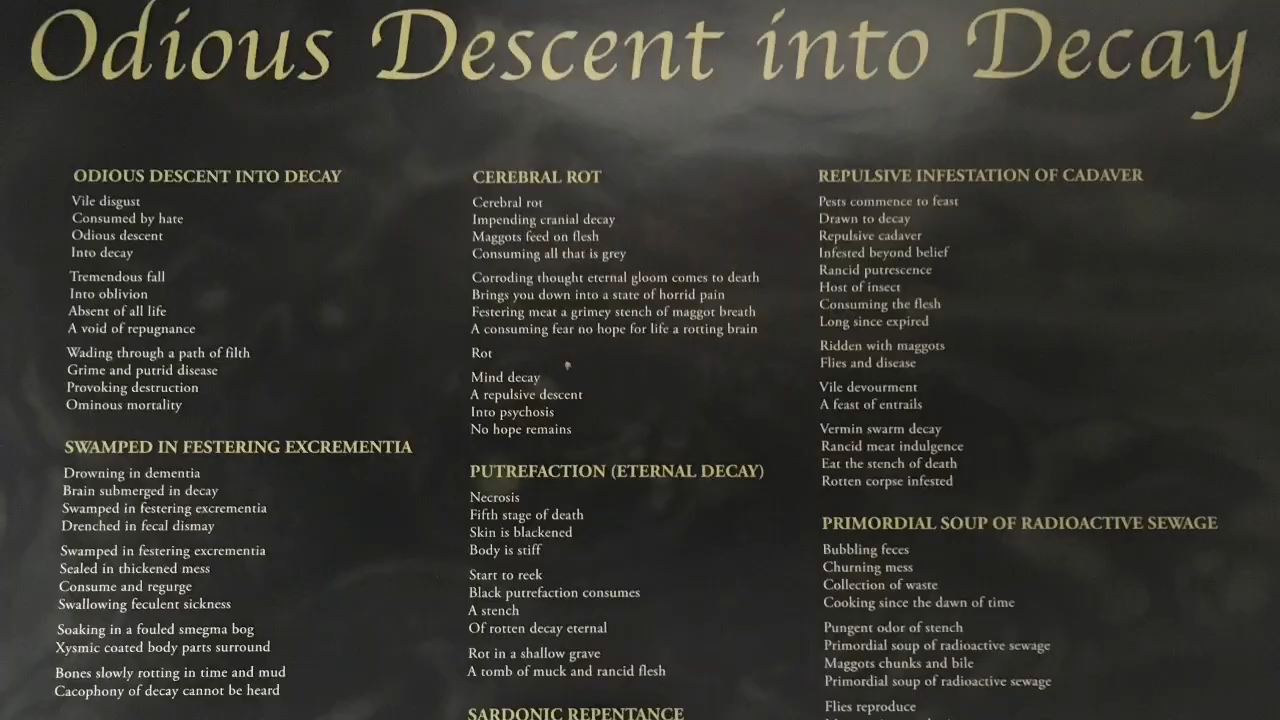 Odious Descent into Decay
ODIOUS DESCENT INTO DECAY
Vile disgust
Consumed by hate
Odious descent
Into decay
Tremendous fall
Into oblivion
Absent of all life
A void of repugnance
Wading through a path of filth
Grime and putrid disease
Provoking destruction
Ominous mortality
SWAMPED IN FESTERING EXCREMENTIA
Drowning in dementia
Brain submerged in decay
Swamped in festering excrementia
Drenched in fecal dismay
Swamped in festering excrementia
Sealed in thickened mess
Consume and regurge
Swallowing feculent sickness
Soaking in a fouled smegma bog
Xysmic coated body parts surround
Bones slowly rotting in time and mud
Cacophony of decay cannot be heard
CEREBRAL ROT
Cerebral rot
Impending cranial decay
Maggots feed on flesh
Consuming all that is grey
Corroding thought eternal gloom comes to death
Brings you down into a state of horrid pain
Festering meat a grimey stench of maggot breath
A consuming fear no hope for life a rotting brain
Rot
Mind decay
A repulsive descent
Into psychosis
No hope remains
PUTREFACTION (ETERNAL DECAY)
Necrosis
Fifth stage of death
Skin is blackened
Body is stiff
Start to reek
Black putrefaction consumes
A stench
Of rotten decay eternal
Rot in a shallow grave
A tomb of muck and rancid flesh
SARDONIC REPENTANCE
REPULSIVE INFESTATION OF CADAVER
Pests commence to feast
Drawn to decay
Repulsive cadaver
Infested beyond belief
Rancid putrescence
Host of insect
Consuming the flesh
Long since expired
Ridden with maggots
Flies and disease
Vile devourment
A feast of entrails
Vermin swarm decay
Rancid meat indulgence
Eat the stench of death
Rotten corpse infested
PRIMORDIAL SOUP OF RADIOACTIVE SEWAGE
Bubbling feces
Churning mess
Collection of waste
Cooking since the dawn of time
Pungent odor of stench
Primordial soup of radioactive sewage
Maggots chunks and bile
Primordial soup of radioactive sewage
Flies reproduce